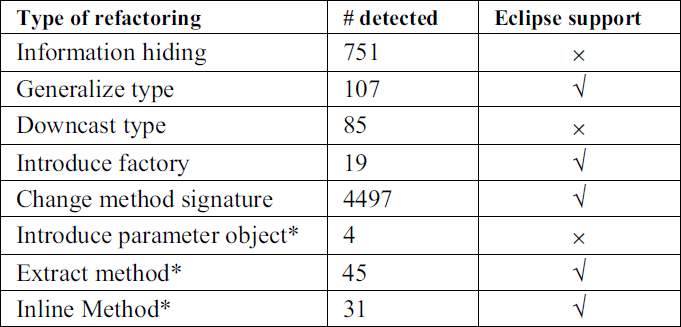 Type of refactoring # detected Eclipse support
Information hiding 751 ×
Generalize type 107 √
Downcast type 85 ×
Introduce factory 19 √
Change method signature 4497 √
Introduce parameter object* 4 ×
Extract method* 45 √
Inline Method* 31 √